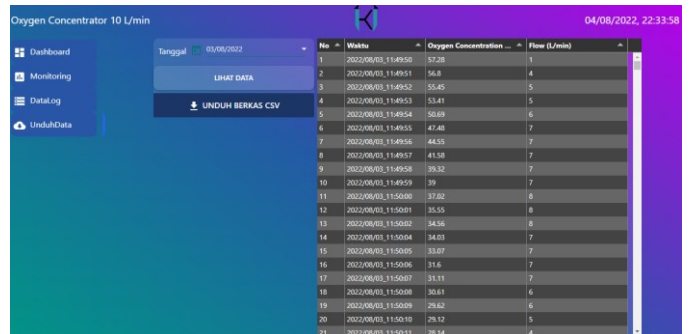 Oxygen Concentrator 10 L/min
04/08/2022, 22:33:58
Dashboard
Monitoring
DataLog
UnduhData
Tanggal 03/08/2022
LIHAT DATA
UNDUH BERKAS CSV
No Waktu Oxygen Concentration ... Flow (L/min)
1 2022/08/03_11:49:50 57.28 1
2 2022/08/03_11:49:51 56.8 4
3 2022/08/03_11:49:52 55.45 5
4 2022/08/03_11:49:53 53.41 5
5 2022/08/03_11:49:54 50.69 6
6 2022/08/03_11:49:55 47.48 7
7 2022/08/03_11:49:56 44.55 7
8 2022/08/03_11:49:57 41.58 7
9 2022/08/03_11:49:58 39.32 7
10 2022/08/03_11:49:59 39 7
11 2022/08/03_11:50:00 37.02 8
12 2022/08/03_11:50:01 35.55 8
13 2022/08/03_11:50:02 34.56 8
14 2022/08/03_11:50:04 34.03 7
15 2022/08/03_11:50:05 33.07 7
16 2022/08/03_11:50:06 31.6 7
17 2022/08/03_11:50:07 31.11 7
18 2022/08/03_11:50:08 30.61 6
19 2022/08/03_11:50:09 29.62 6
20 2022/08/03_11:50:10 29.12 5
21 2022/08/03_11:50:11 28.14 4